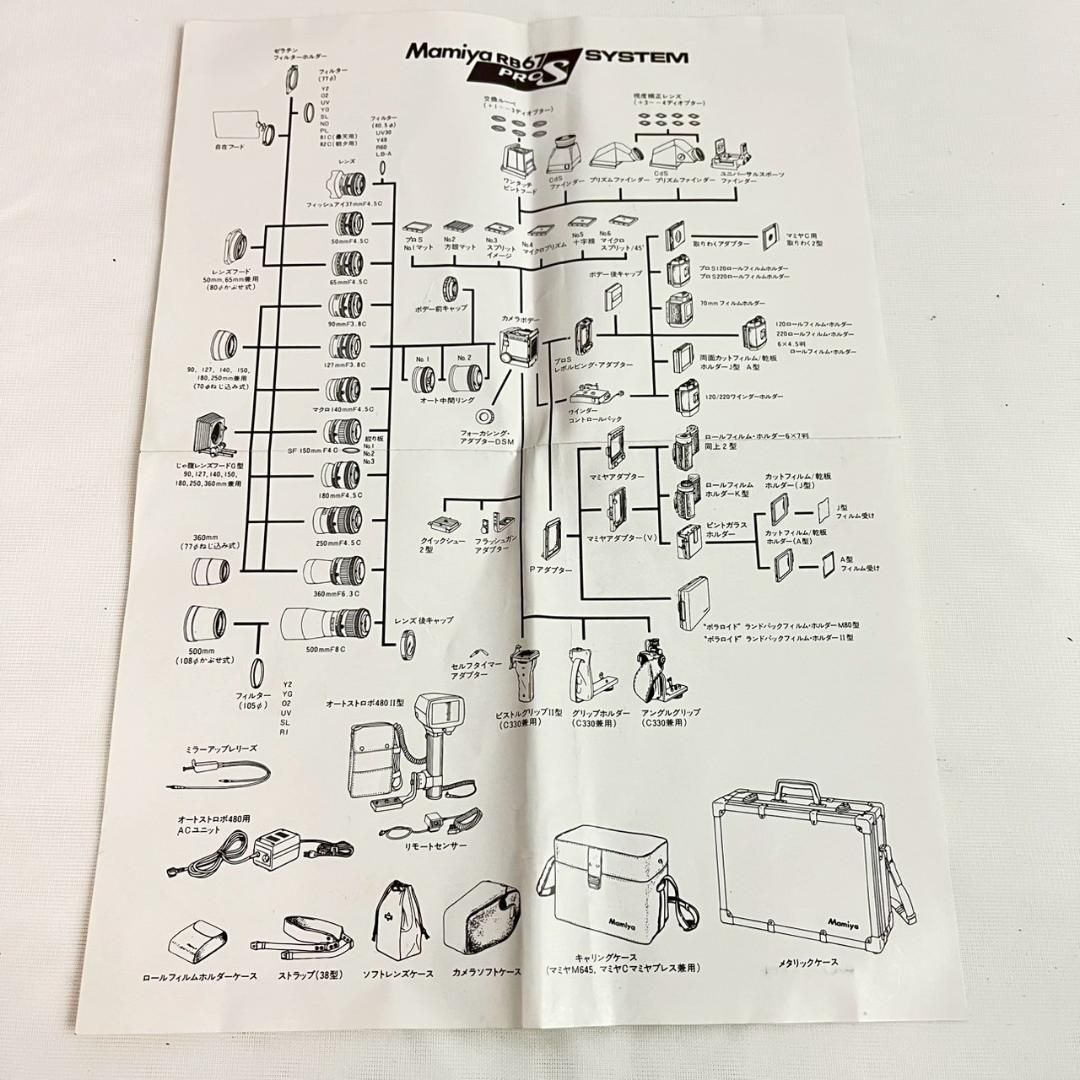 Mamiya RB67 PRO S SYSTEM
ゼラチン
フィルターホルダー
フィルター
(77φ)
Y2
O2
UV
YG
SL
ND
PL
81C(曇天用)
82C(朝夕用)
自在フード
フィルター
(40.5φ)
UV30
Y48
R60
LB-A
レンズ
フィッシュアイ37mmF4.5C
50mmF4.5C
65mmF4.5C
90mmF3.8C
127mmF3.8C
マクロ140mmF4.5C
SF 150mmF4C
絞り板
No.1
No.2
No.3
180mmF4.5C
250mmF4.5C
360mmF6.3C
500mmF8C
レンズフード
50mm,65mm兼用
(80φかぶせ式)
90, 127, 140, 150,
180, 250mm兼用
(70φねじ込み式)
じゃ腹レンズフードG型
90, 127, 140, 150,
180, 250, 360mm兼用
360mm
(77φねじ込み式)
500mm
(108φかぶせ式)
フィルター
(105φ)
Y2
YG
O2
UV
SL
R1
レンズ後キャップ
(+1~-3ディオプター)
視度補正レンズ
(+3~-4ディオプター)
ワンタッチ
ピントフード
CdS
ファインダー
プリズムファインダー
CdS
プリズムファインダー
ユニバーサルスポーツ
ファインダー
プロS
No.1マット
No.2
方眼マット
No.3
スプリット
イメージ
No.4
マイクロプリズム
No.5
十字線
No.6
マイクロ
スプリット/45°
ボデー前キャップ
カメラボデー
ボデー後キャップ
No.1
No.2
オート中間リング
フォーカシング・
アダプターDSM
プロS
レボルビング・アダプター
ワインダー
コントロールパック
取りわくアダプター
マミヤC用
取りわく2型
プロS120ロールフィルムホルダー
プロS220ロールフィルムホルダー
70mmフィルムホルダー
120ロールフィルム・ホルダー
220ロールフィルム・ホルダー
6×4.5判
ロールフィルム・ホルダー
両面カットフィルム/乾板
ホルダーJ型 A型
120/220ワインダーホルダー
マミヤアダプター
ロールフィルム・ホルダー6×7判
同上2型
マミヤアダプター(V)
ロールフィルム
ホルダーK型
ピントガラス
ホルダー
カットフィルム/乾板
ホルダー(J型)
J型
フィルム受け
カットフィルム/乾板
ホルダー(A型)
A型
フィルム受け
Pアダプター
"ポラロイド" ランドパックフィルム・ホルダーM80型
"ポラロイド" ランドパックフィルム・ホルダーII型
クイックシュー
2型
フラッシュガン
アダプター
セルフタイマー
アダプター
ピストルグリップII型
(C330兼用)
グリップホルダー
(C330兼用)
アングルグリップ
(C330兼用)
オートストロボ480II型
ミラーアップレリーズ
オートストロボ480用
ACユニット
リモートセンサー
ロールフィルムホルダーケース
ストラップ(38型)
ソフトレンズケース
カメラソフトケース
Mamiya
キャリングケース
(マミヤM645,マミヤCマミヤプレス兼用)
Mamiya
メタリックケース